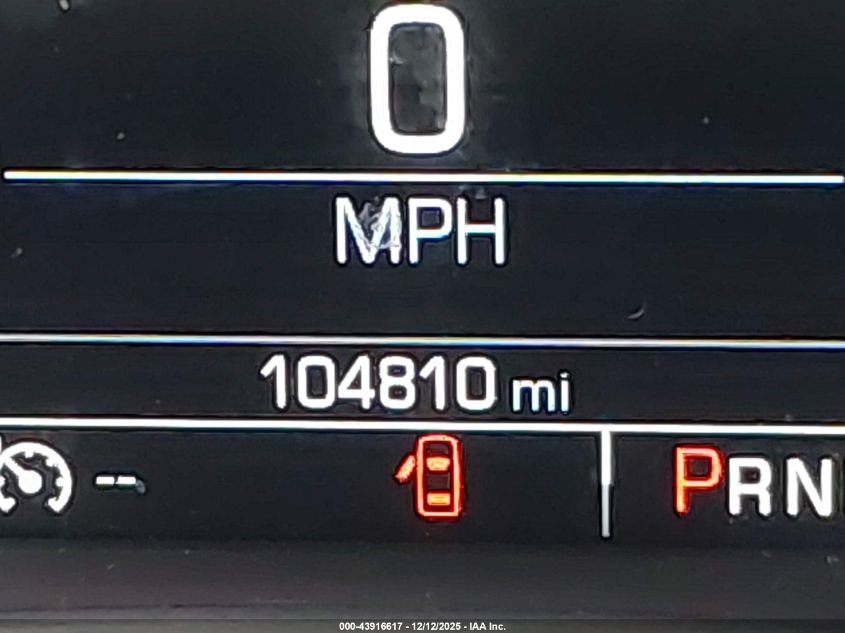 0
MPH
104810 mi
-- PRN
000-43916617 - 12/12/2025 - IAA Inc.